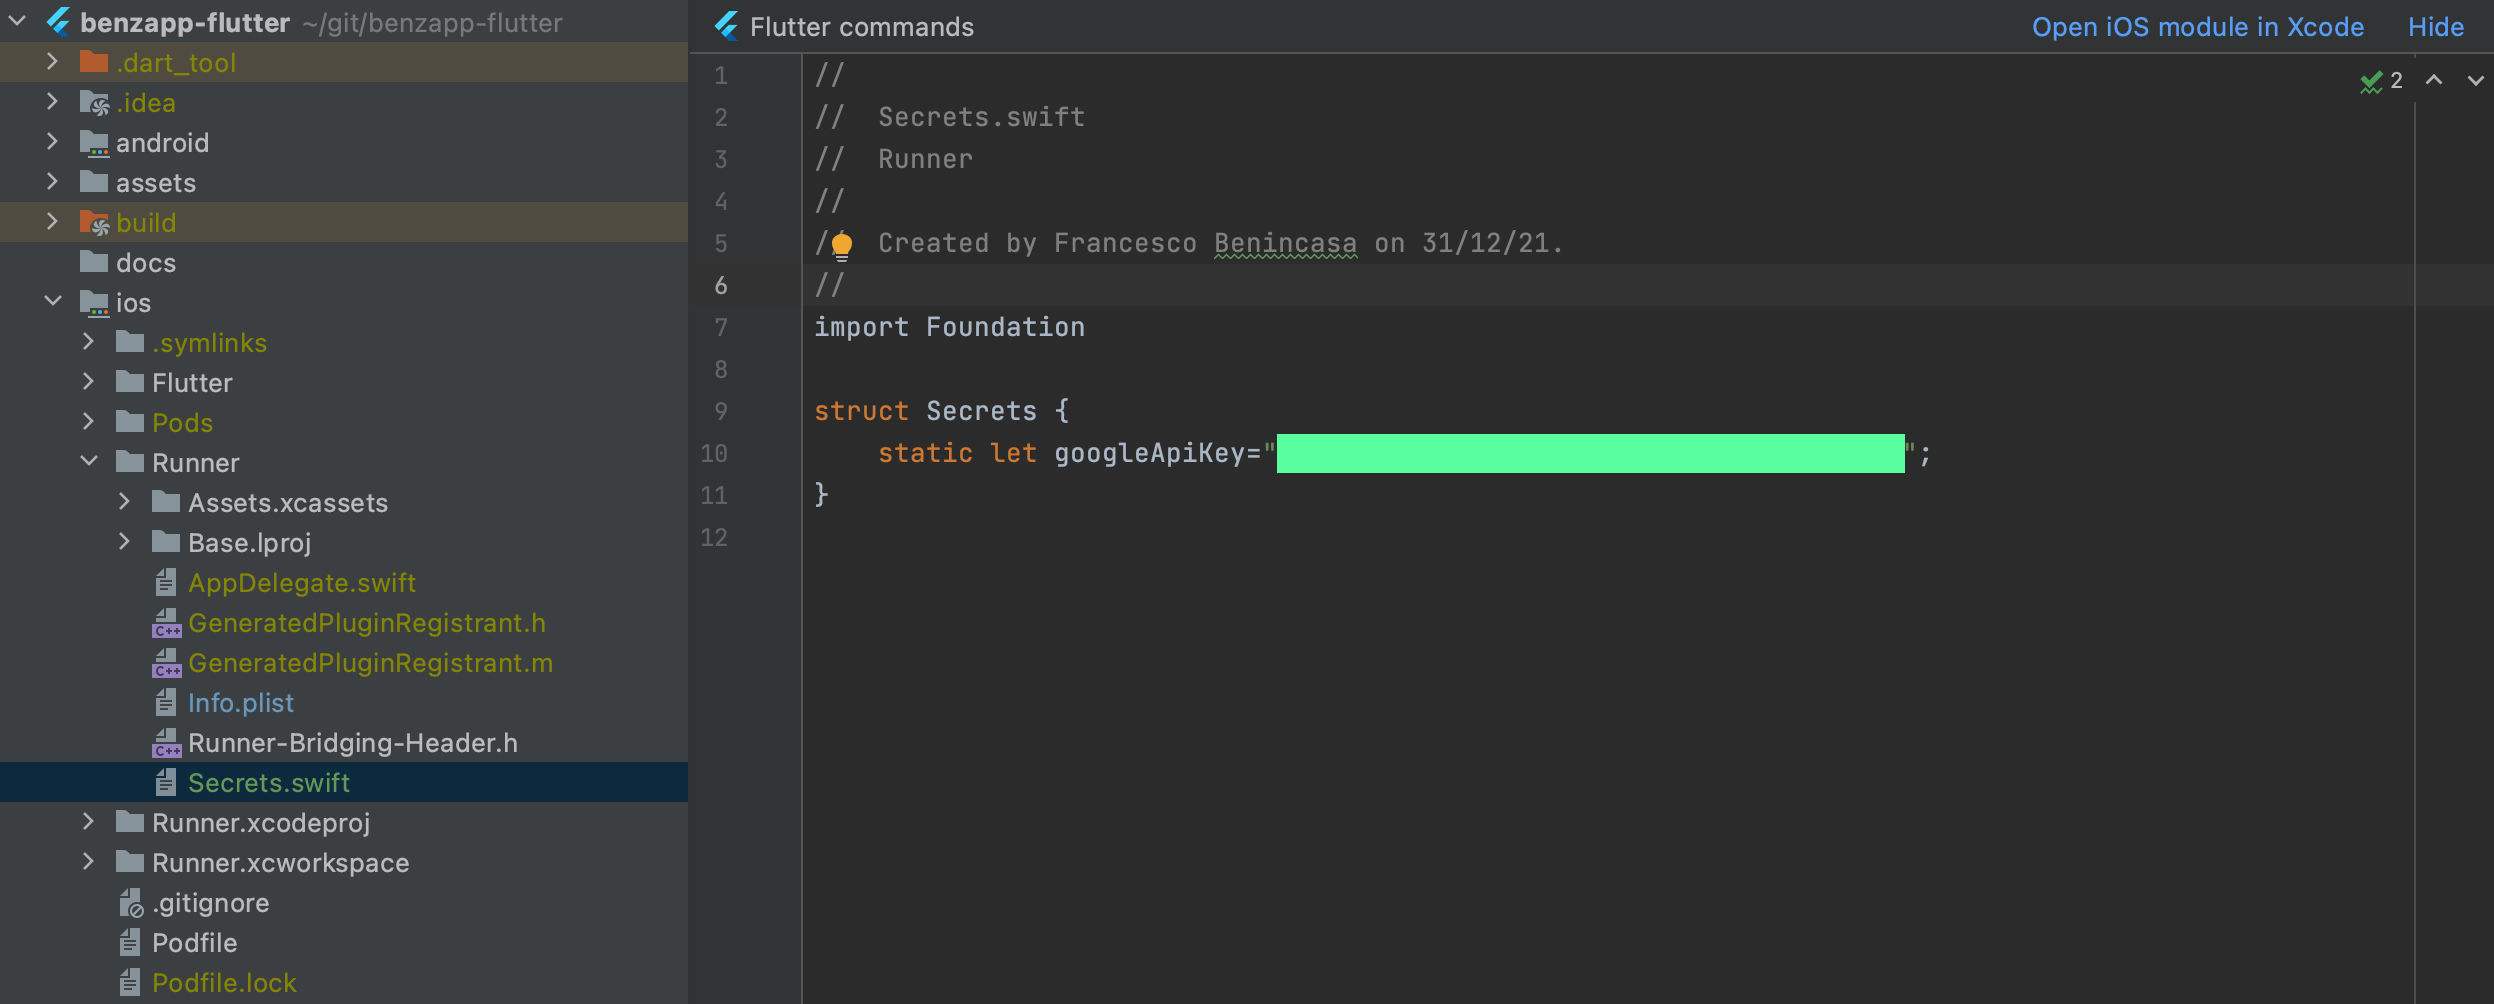 benzapp-flutter ~/git/benzapp-flutter
.dart_tool
.idea
android
assets
build
docs
ios
.symlinks
Flutter
Pods
Runner
Assets.xcassets
Base.lproj
AppDelegate.swift
C++ GeneratedPluginRegistrant.h
C++ GeneratedPluginRegistrant.m
Info.plist
C++ Runner-Bridging-Header.h
Secrets.swift
Runner.xcodeproj
Runner.xcworkspace
.gitignore
Podfile
Podfile.lock
Flutter commands Open iOS module in Xcode Hide
2
1 //
2 //  Secrets.swift
3 //  Runner
4 //
5 //  Created by Francesco Benincasa on 31/12/21.
6 //
7 import Foundation
8
9 struct Secrets {
10     static let googleApiKey="";
11 }
12